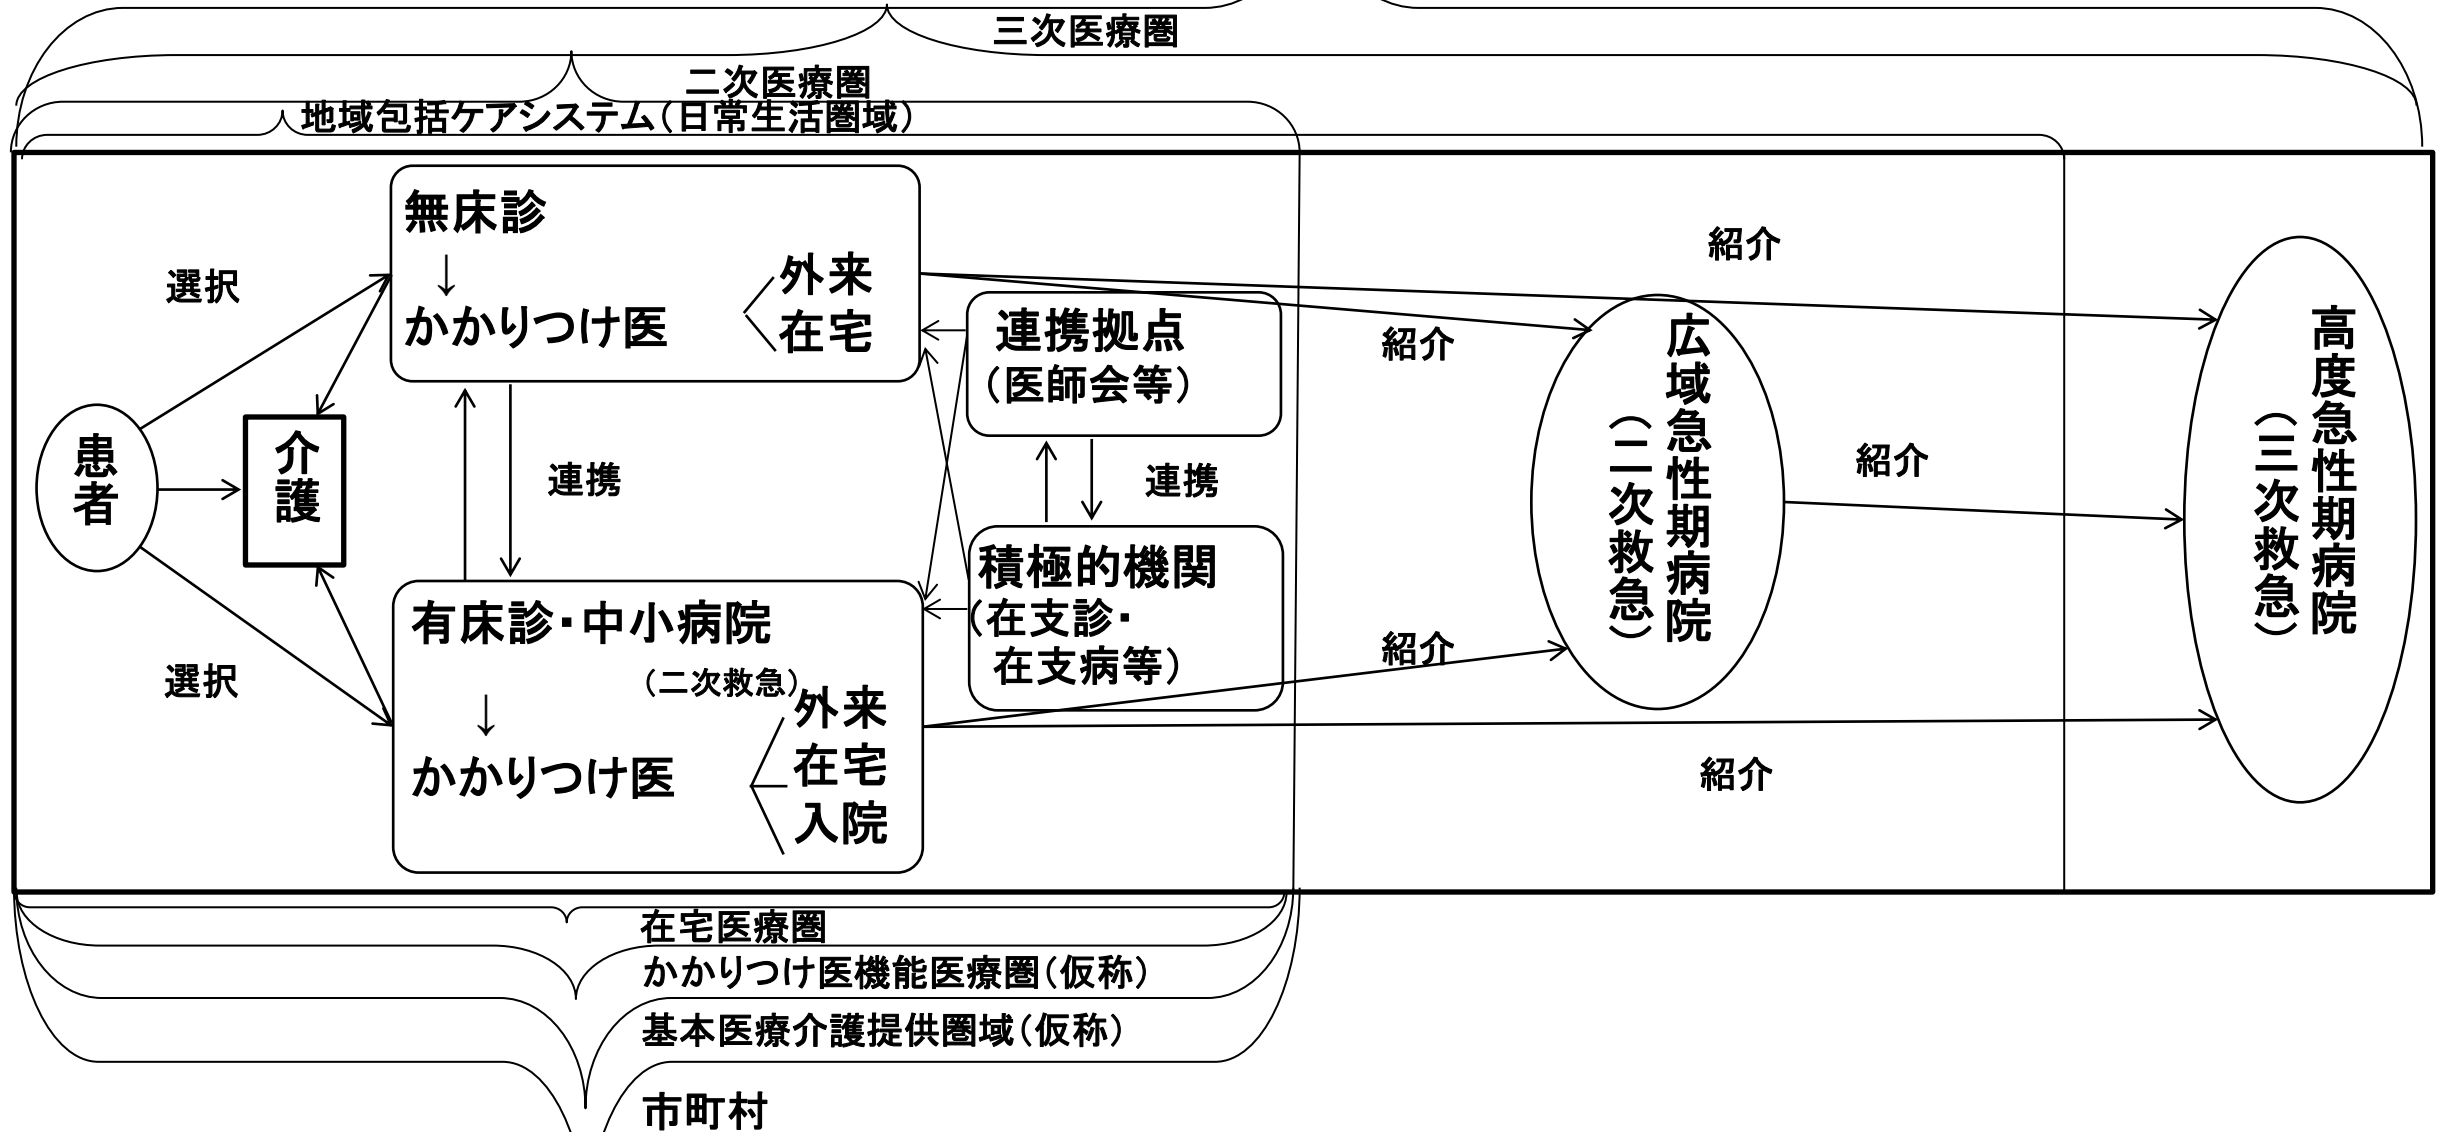 三次医療圏
二次医療圏
地域包括ケアシステム（日常生活圏域）
無床診
↓
かかりつけ医
外来
在宅
選択
紹介
連携拠点
（医師会等）
紹介
広域急性期病院
（二次救急）
高度急性期病院
（三次救急）
患者
介護
連携
連携
紹介
積極的機関
（在支診・
在支病等）
有床診・中小病院
（二次救急）
↓
かかりつけ医
外来
在宅
入院
選択
紹介
紹介
在宅医療圏
かかりつけ医機能医療圏（仮称）
基本医療介護提供圏域（仮称）
市町村